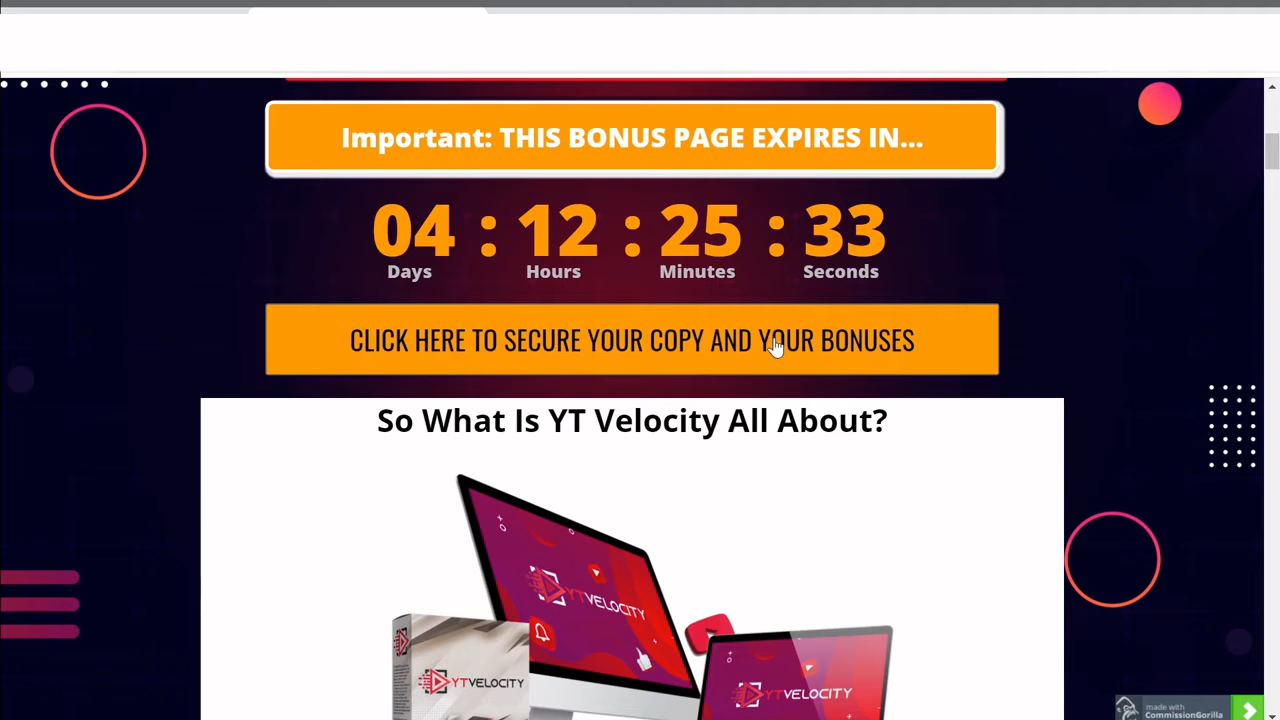 Important: THIS BONUS PAGE EXPIRES IN...
04 : 12 : 25 : 33
Days Hours Minutes Seconds
CLICK HERE TO SECURE YOUR COPY AND YOUR BONUSES
So What Is YT Velocity All About?
YTVELOCITY
YTVELOCITY
YTVELOCITY
made with
CommissionGorilla